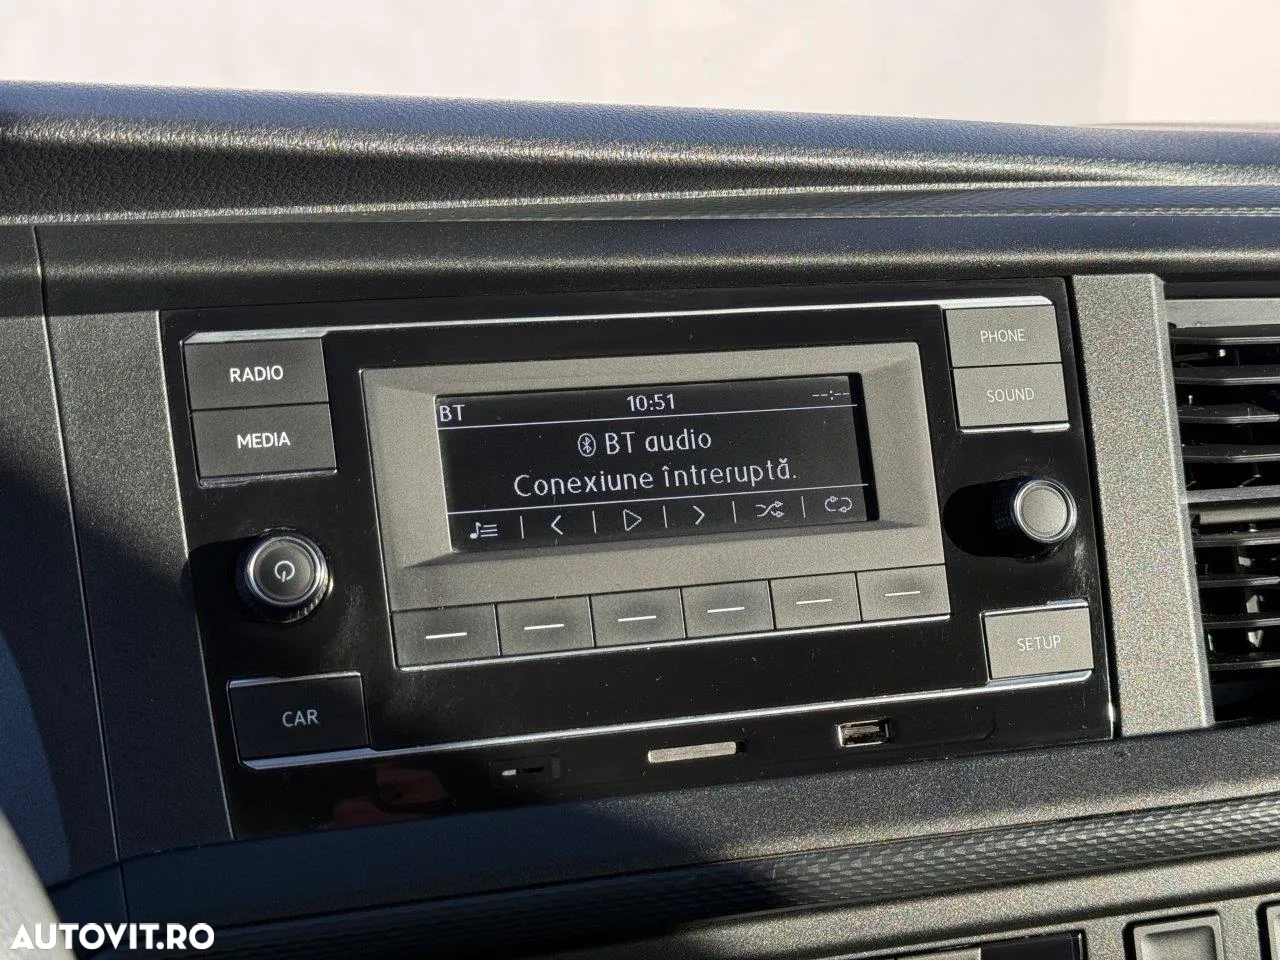 RADIO
MEDIA
BT 10:51 --:--
BT audio
Conexiune întreruptă.
PHONE
SOUND
CAR
SETUP
AUTOVIT.RO